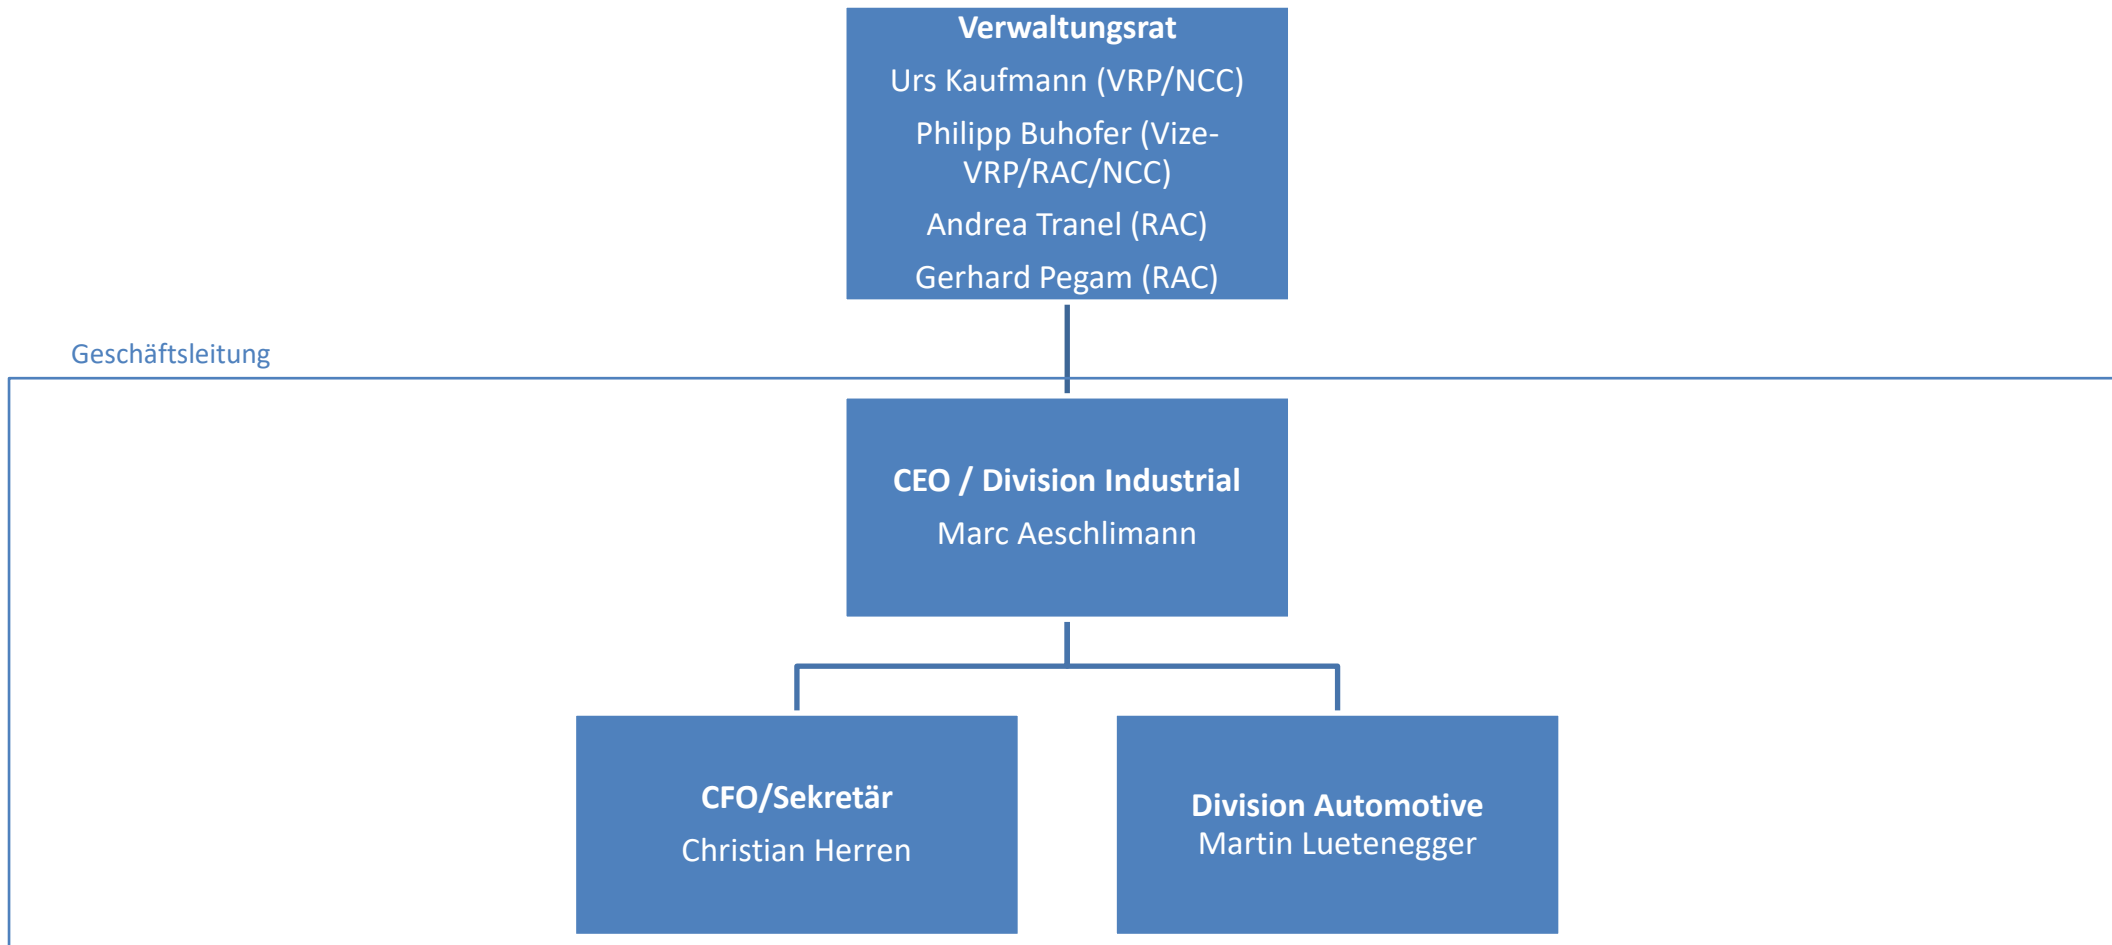 Verwaltungsrat
Urs Kaufmann (VRP/NCC)
Philipp Buhofer (Vize-
VRP/RAC/NCC)
Andrea Tranel (RAC)
Gerhard Pegam (RAC)
Geschäftsleitung
CEO / Division Industrial
Marc Aeschlimann
CFO/Sekretär
Christian Herren
Division Automotive
Martin Luetenegger